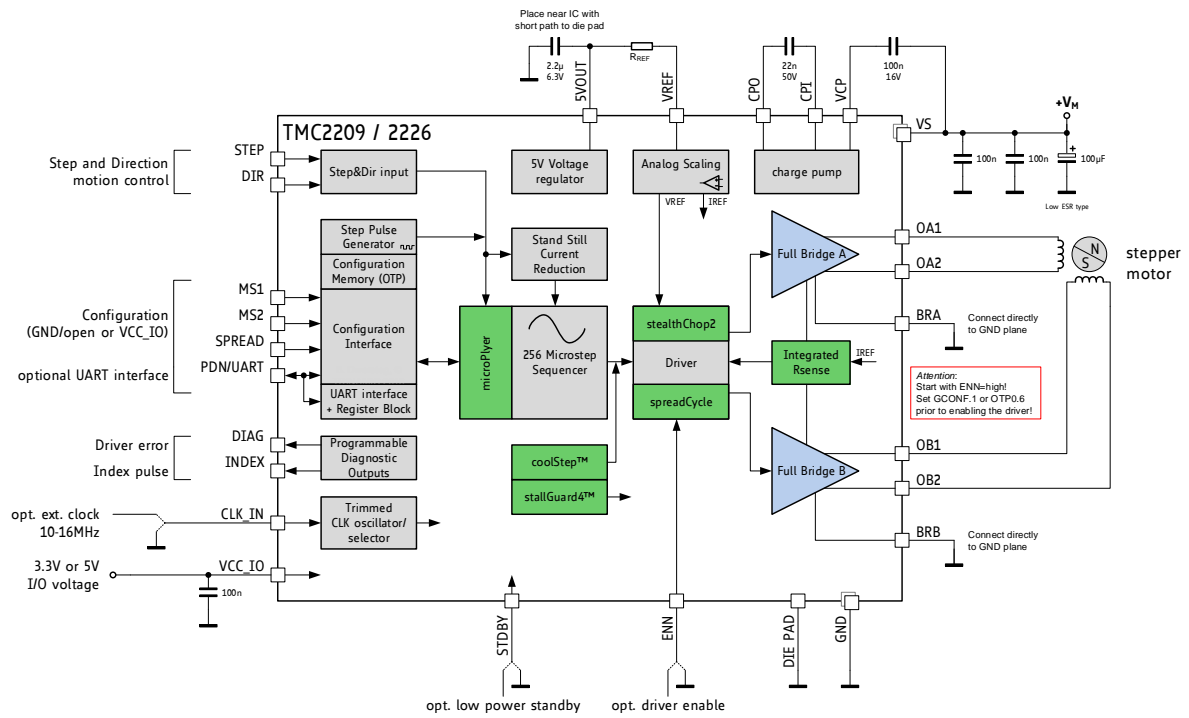 Place near IC with
short path to die pad
2.2µ
6.3V
5VOUT
RREF
VREF
CPO
22n
50V
CPI
VCP
100n
16V
+VM
VS
100n
100n
+
100µF
Low ESR type
TMC2209 / 2226
Step and Direction
motion control
STEP
DIR
Step&Dir input
5V Voltage
regulator
Analog Scaling
VREF
IREF
charge pump
Step Pulse
Generator
Configuration
Memory (OTP)
Stand Still
Current
Reduction
Full Bridge A
OA1
OA2
N
S
stepper
motor
Configuration
(GND/open or VCC_IO)
optional UART interface
MS1
MS2
SPREAD
PDN/UART
Configuration
Interface
UART interface
+ Register Block
microPlyer
256 Microstep
Sequencer
stealthChop2
Driver
spreadCycle
Integrated
Rsense
IREF
BRA
Connect directly
to GND plane
Attention:
Start with ENN=high!
Set GCONF.1 or OTP0.6
prior to enabling the driver!
Driver error
Index pulse
DIAG
INDEX
Programmable
Diagnostic
Outputs
coolStep™
stallGuard4™
Full Bridge B
OB1
OB2
opt. ext. clock
10-16MHz
CLK_IN
Trimmed
CLK oscillator/
selector
BRB
Connect directly
to GND plane
3.3V or 5V
I/O voltage
VCC_IO
100n
STDBY
ENN
DIE PAD
GND
opt. low power standby
opt. driver enable